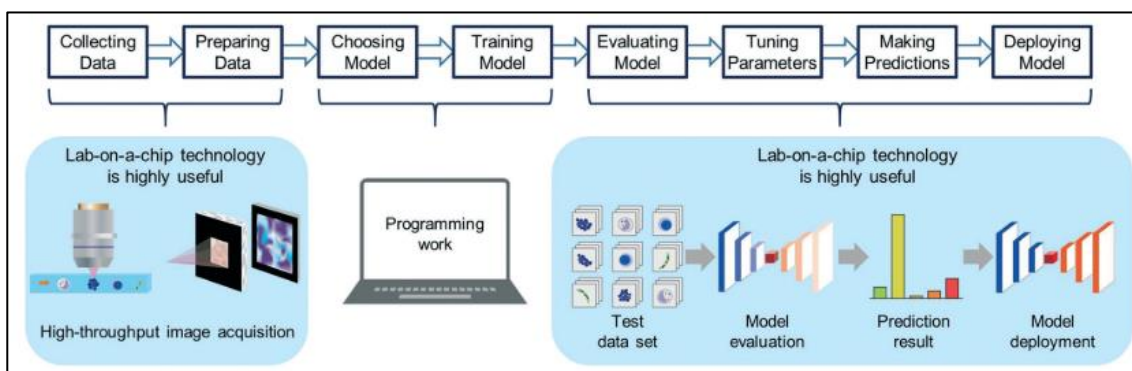 Collecting
Data
Preparing
Data
Choosing
Model
Training
Model
Evaluating
Model
Tuning
Parameters
Making
Predictions
Deploying
Model
Lab-on-a-chip technology
is highly useful
High-throughput image acquisition
Programming
work
Lab-on-a-chip technology
is highly useful
Test
data set
Model
evaluation
Prediction
result
Model
deployment